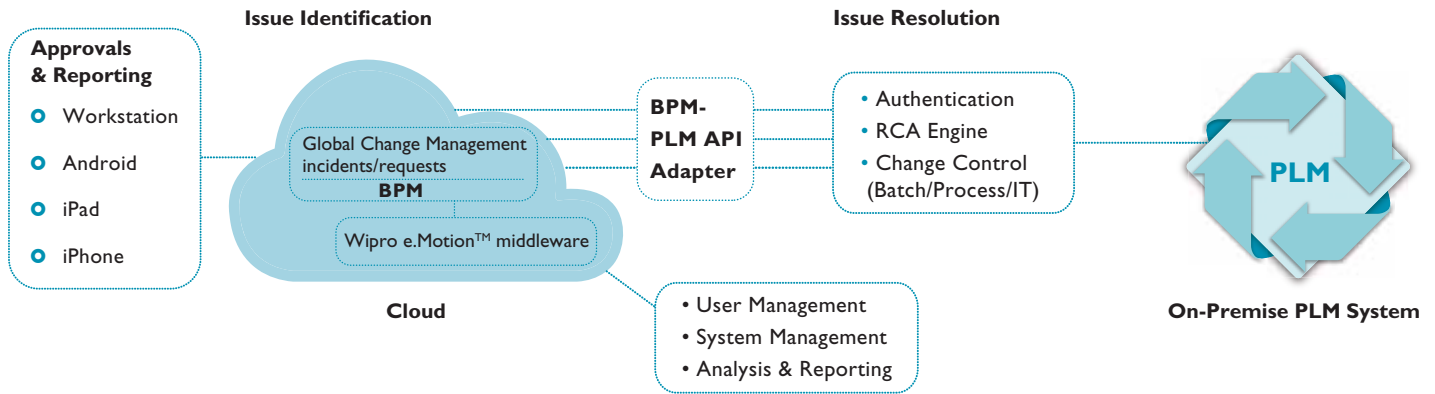 Issue Identification
Issue Resolution
Approvals
& Reporting
Workstation
Android
iPad
iPhone
Global Change Management
incidents/requests
BPM
Wipro e.Motion™ middleware
Cloud
BPM-
PLM API
Adapter
• Authentication
• RCA Engine
• Change Control
(Batch/Process/IT)
• User Management
• System Management
• Analysis & Reporting
PLM
On-Premise PLM System